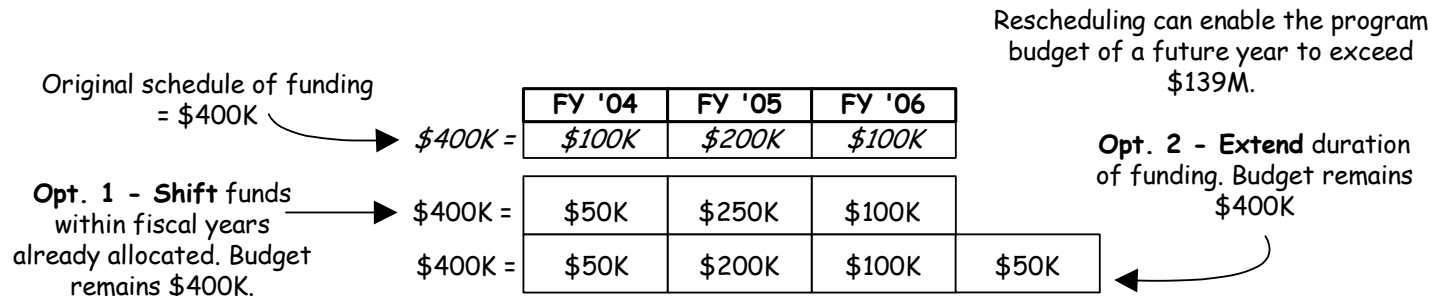 Rescheduling can enable the program
budget of a future year to exceed
$139M.
Original schedule of funding
= $400K
FY '04 FY '05 FY '06
$400K = $100K $200K $100K
Opt. 1 - Shift funds
within fiscal years
already allocated. Budget
remains $400K.
$400K = $50K $250K $100K
$400K = $50K $200K $100K $50K
Opt. 2 - Extend duration
of funding. Budget remains
$400K